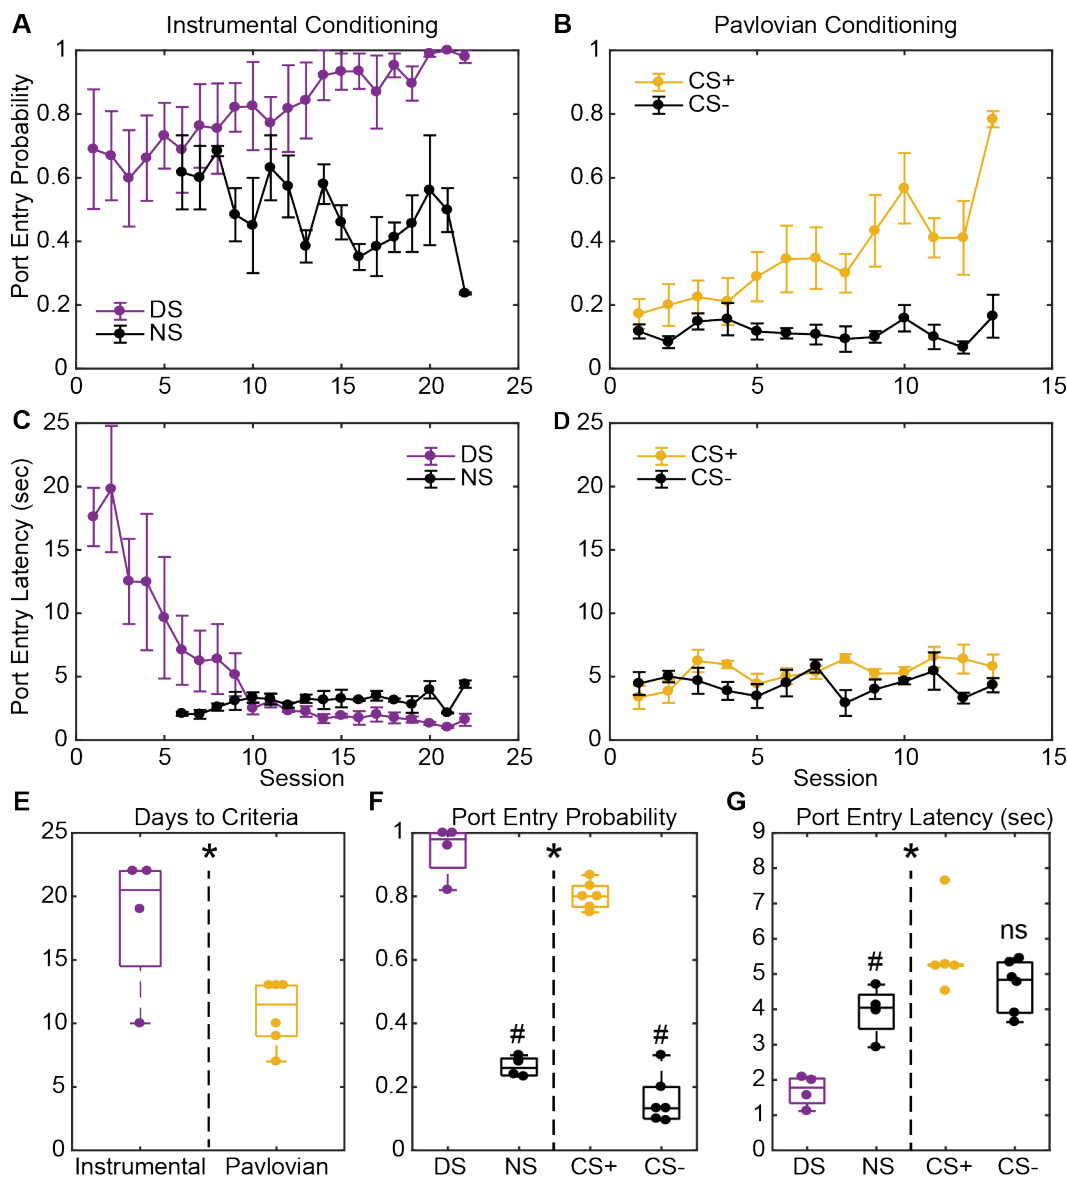 A Instrumental Conditioning
B Pavlovian Conditioning
Port Entry Probability
1
0.8
0.6
0.4
0.2
0
DS
NS
0 5 10 15 20 25
1
0.8
0.6
0.4
0.2
0
CS+
CS-
0 5 10 15
C
Port Entry Latency (sec)
25
20
15
10
5
0
DS
NS
0 5 10 15 20 25
Session
D
25
20
15
10
5
0
CS+
CS-
0 5 10 15
Session
E Days to Criteria
25
20
15
10
5
0
*
Instrumental Pavlovian
F Port Entry Probability
1
0.8
0.6
0.4
0.2
0
*
# #
DS NS CS+ CS-
G Port Entry Latency (sec)
9
8
7
6
5
4
3
2
1
0
*
# ns
DS NS CS+ CS-